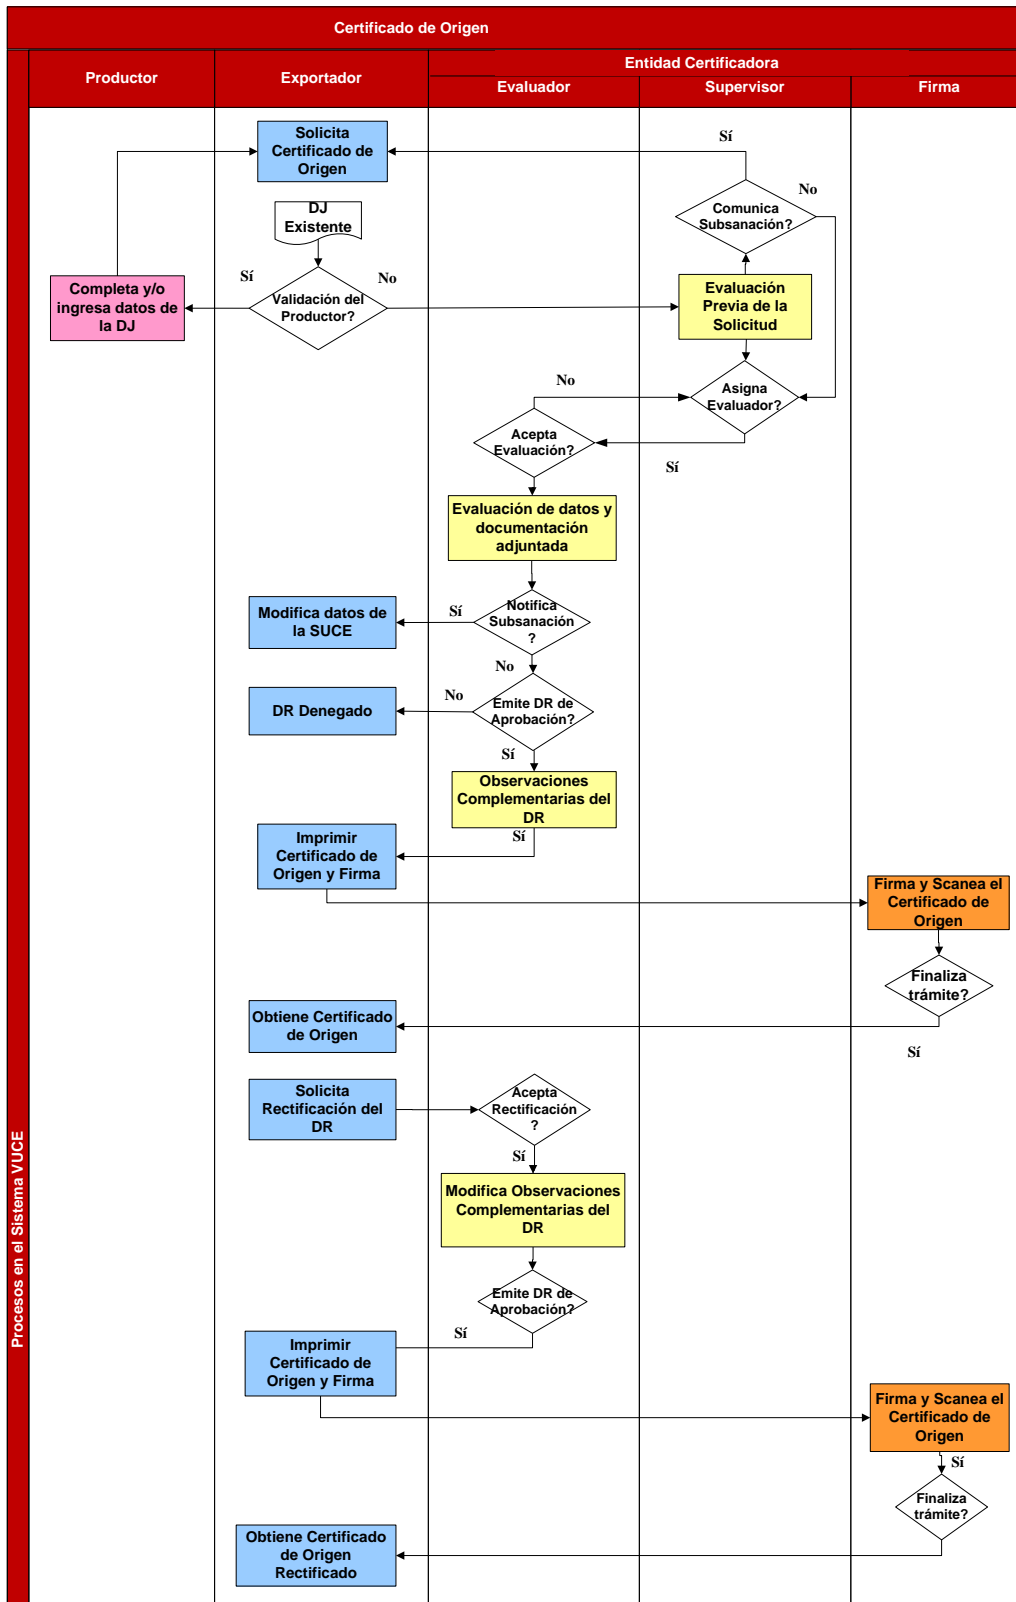 Certificado de Origen
Entidad Certificadora
Productor
Exportador
Evaluador
Supervisor
Firma
Procesos en el Sistema VUCE
Solicita
Certificado de
Origen
Sí
No
Comunica
Subsanación?
DJ
Existente
Sí
No
Completa y/o
ingresa datos de
la DJ
Validación del
Productor?
Evaluación
Previa de la
Solicitud
No
Asigna
Evaluador?
Acepta
Evaluación?
Sí
Evaluación de datos y
documentación
adjuntada
Modifica datos de
la SUCE
Sí
Notifica
Subsanación
?
No
DR Denegado
No
Emite DR de
Aprobación?
Sí
Observaciones
Complementarias del
DR
Sí
Imprimir
Certificado de
Origen y Firma
Firma y Scanea el
Certificado de
Origen
Finaliza
trámite?
Obtiene Certificado
de Origen
Sí
Solicita
Rectificación del
DR
Acepta
Rectificación
?
Sí
Modifica Observaciones
Complementarias del
DR
Emite DR de
Aprobación?
Sí
Imprimir
Certificado de
Origen y Firma
Firma y Scanea el
Certificado de
Origen
Sí
Finaliza
trámite?
Obtiene Certificado
de Origen
Rectificado